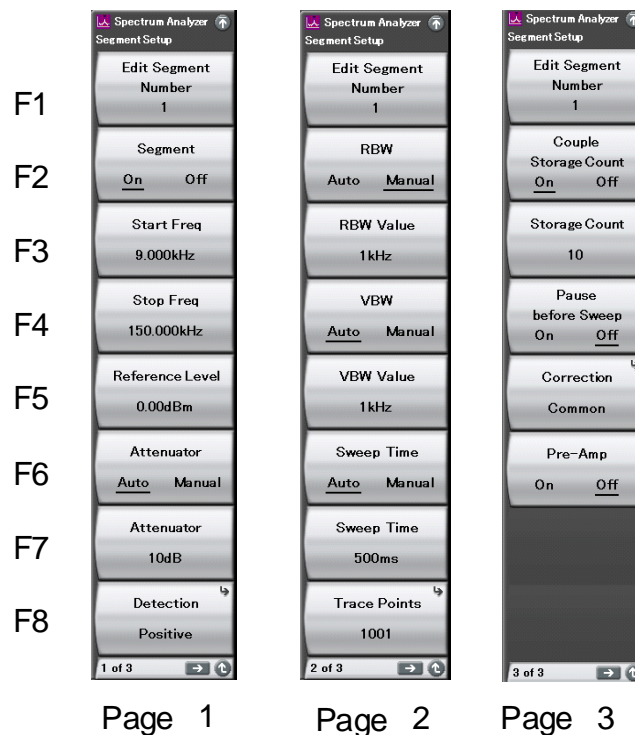 F1
F2
F3
F4
F5
F6
F7
F8
Spectrum Analyzer
Segment Setup
Edit Segment
Number
1
Segment
On Off
Start Freq
9.000kHz
Stop Freq
150.000kHz
Reference Level
0.00dBm
Attenuator
Auto Manual
Attenuator
10dB
Detection
Positive
1 of 3
Page 1
Spectrum Analyzer
Segment Setup
Edit Segment
Number
1
RBW
Auto Manual
RBW Value
1kHz
VBW
Auto Manual
VBW Value
1kHz
Sweep Time
Auto Manual
Sweep Time
500ms
Trace Points
1001
2 of 3
Page 2
Spectrum Analyzer
Segment Setup
Edit Segment
Number
1
Couple
Storage Count
On Off
Storage Count
10
Pause
before Sweep
On Off
Correction
Common
Pre-Amp
On Off
3 of 3
Page 3